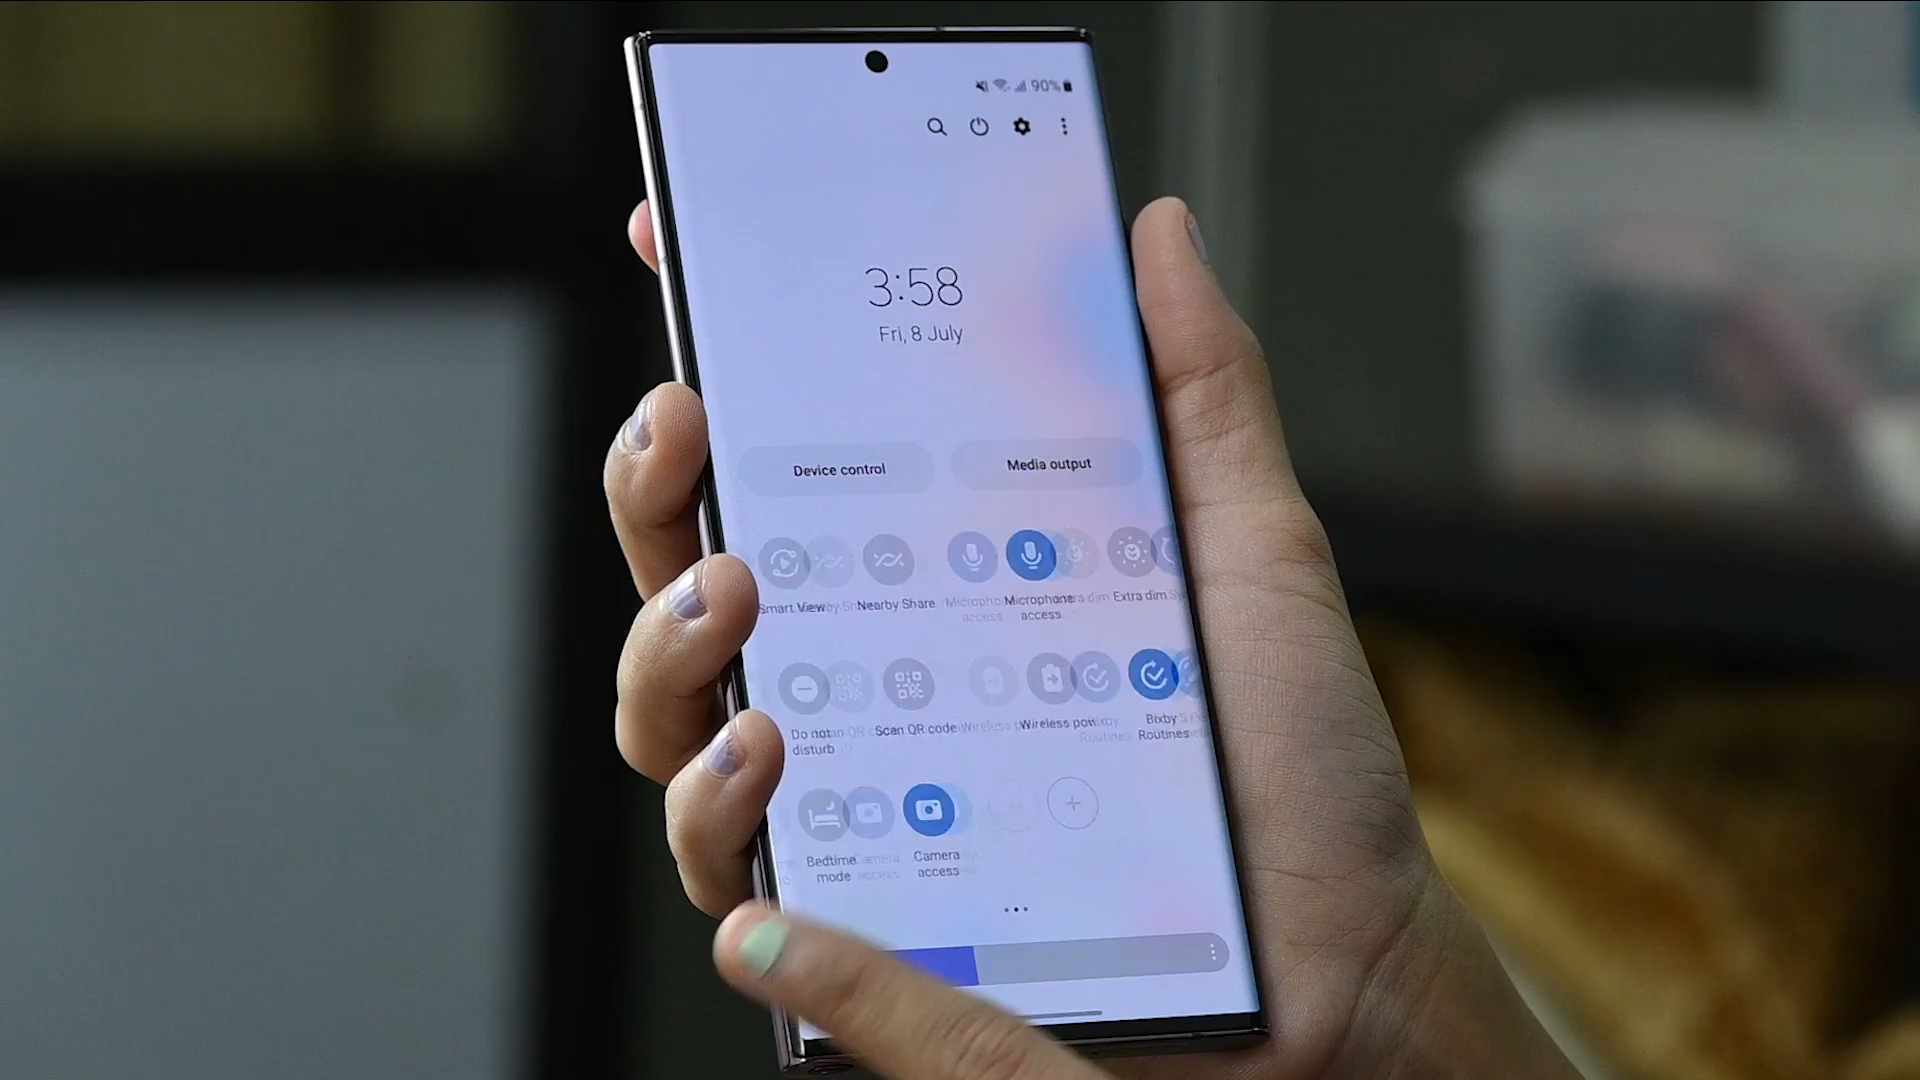 90%
3:58
Fri, 8 July
Device control
Media output
Smart View
Nearby Share
Microphone
access
Extra dim
Do not
disturb
Scan QR code
Wireless pow
Bixby
Routines
Bedtime
mode
Camera
access